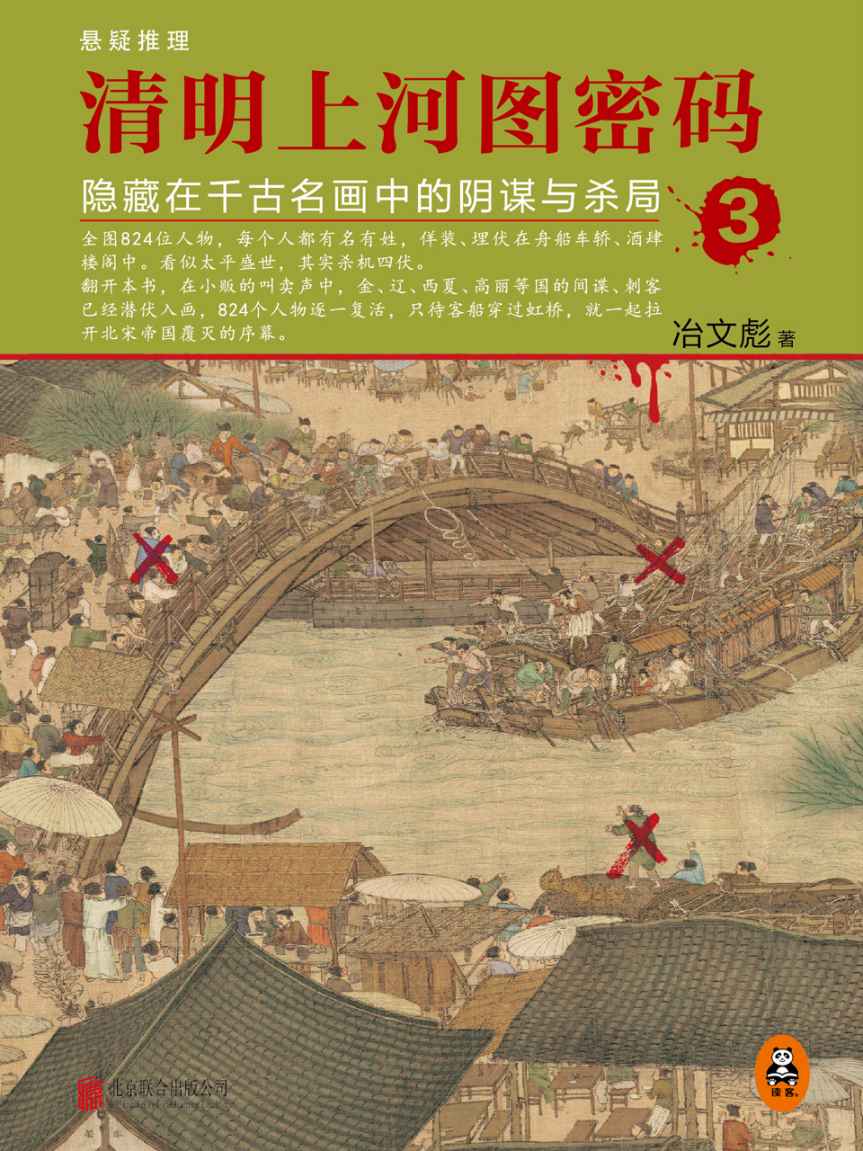 悬疑推理
清明上河图密码
隐藏在千古名画中的阴谋与杀局
3
全图824位人物，每个人都有名有姓，佯装、埋伏在舟船车轿、酒肆
楼阁中。看似太平盛世，其实杀机四伏。
翻开本书，在小贩的叫卖声中，金、辽、西夏、高丽等国的间谍、刺客
已经潜伏入画，824个人物逐一复活，只待客船穿过虹桥，就一起拉
开北宋帝国覆灭的序幕。
冶文彪 著
北京联合出版公司
读客